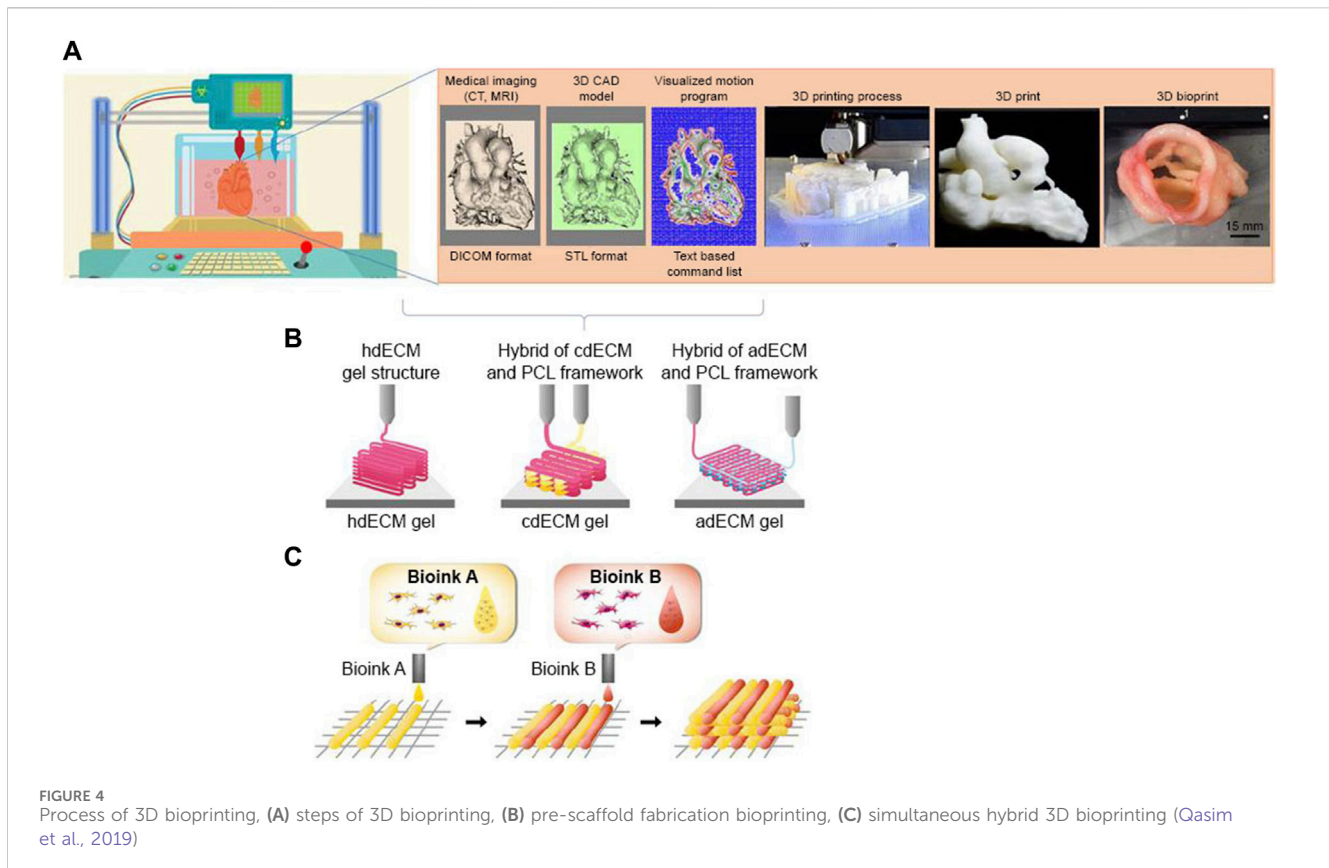 A
Medical imaging
(CT, MRI)
3D CAD
model
Visualized motion
program
3D printing process
3D print
3D bioprint
15 mm
DICOM format
STL format
Text based
command list
B
hdECM
gel structure
Hybrid of cdECM
and PCL framework
Hybrid of adECM
and PCL framework
hdECM gel
cdECM gel
adECM gel
C
Bioink A
Bioink B
Bioink A
Bioink B
FIGURE 4
Process of 3D bioprinting, (A) steps of 3D bioprinting, (B) pre-scaffold fabrication bioprinting, (C) simultaneous hybrid 3D bioprinting (Qasim
et al., 2019)